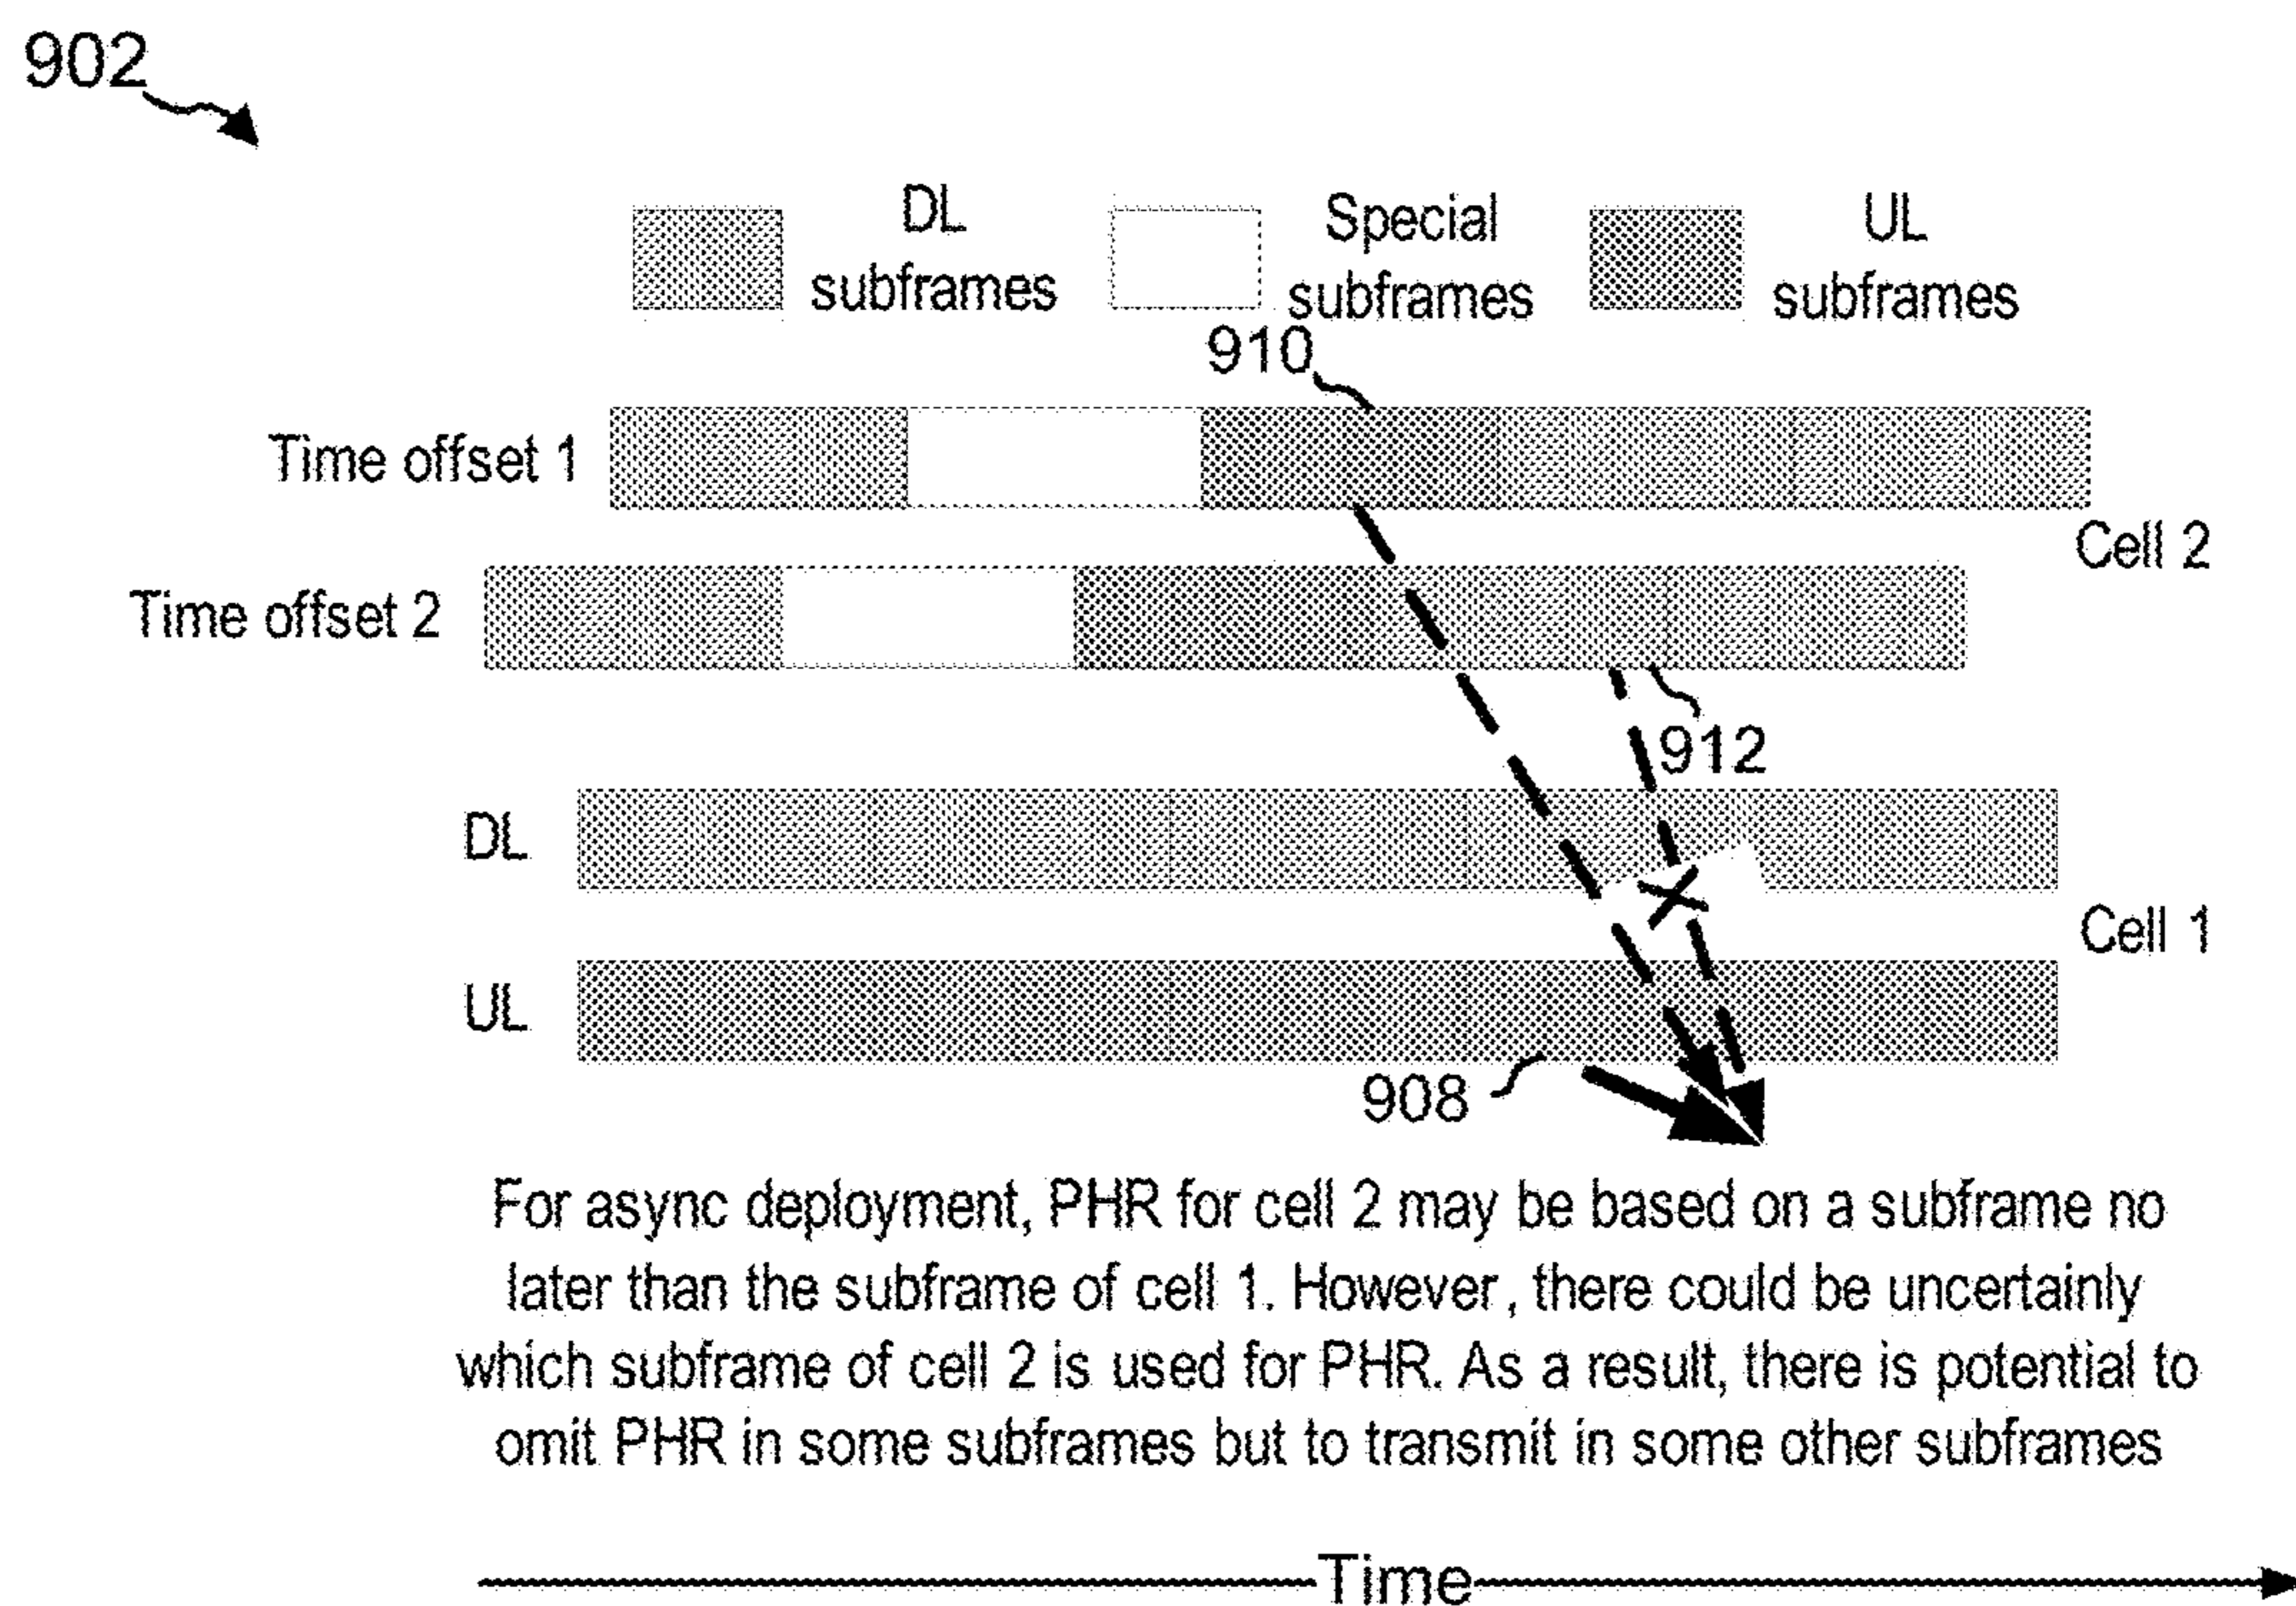 902
DL
subframes
Special
subframes
UL
subframes
910
Time offset 1
Cell 2
Time offset 2
912
DL
Cell 1
UL
908
For async deployment, PHR for cell 2 may be based on a subframe no
later than the subframe of cell 1. However, there could be uncertainly
which subframe of cell 2 is used for PHR. As a result, there is potential to
omit PHR in some subframes but to transmit in some other subframes
Time